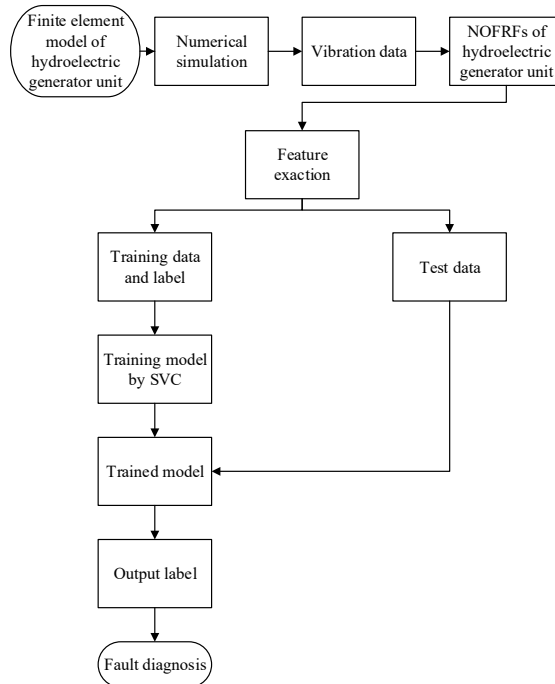 Finite element
model of
hydroelectric
generator unit
Numerical
simulation
Vibration data
NOFRFs of
hydroelectric
generator unit
Feature
exaction
Training data
and label
Test data
Training model
by SVC
Trained model
Output label
Fault diagnosis